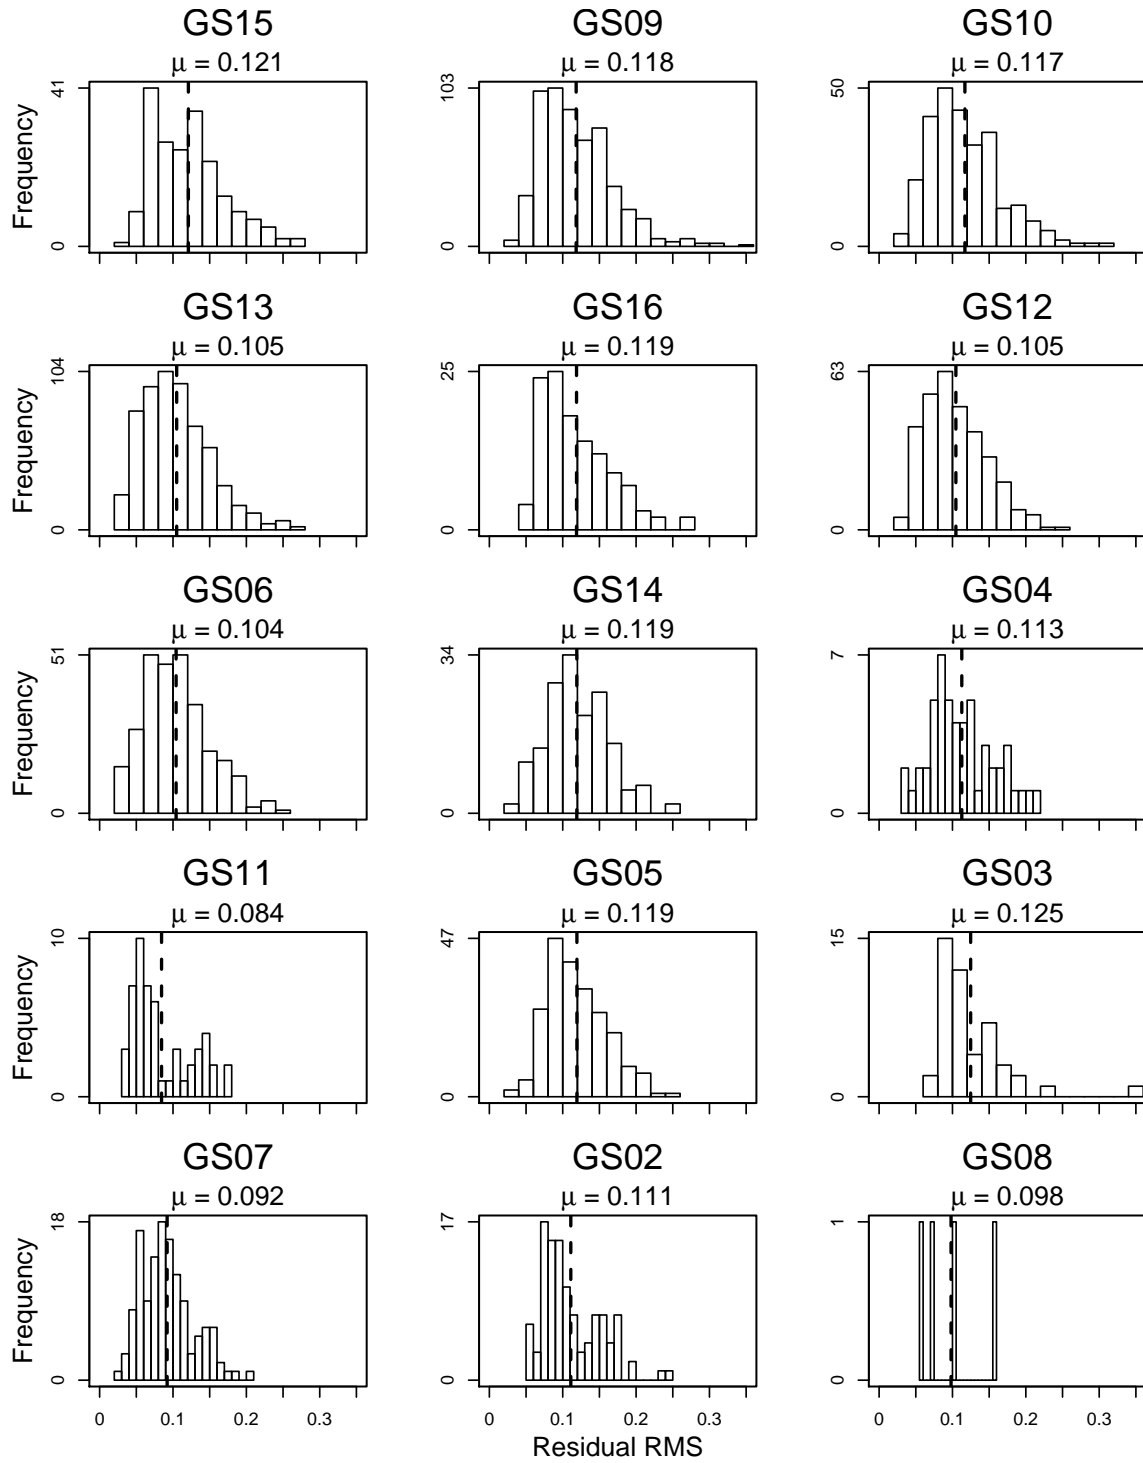 GS15 GS09 GS10
μ = 0.121 μ = 0.118 μ = 0.117
Frequency 0 41 0 103 0 50
GS13 GS16 GS12
μ = 0.105 μ = 0.119 μ = 0.105
Frequency 0 104 0 25 0 63
GS06 GS14 GS04
μ = 0.104 μ = 0.119 μ = 0.113
Frequency 0 51 0 34 0 7
GS11 GS05 GS03
μ = 0.084 μ = 0.119 μ = 0.125
Frequency 0 10 0 47 0 15
GS07 GS02 GS08
μ = 0.092 μ = 0.111 μ = 0.098
Frequency 0 18 0 17 0 1
0 0.1 0.2 0.3 0 0.1 0.2 0.3 0 0.1 0.2 0.3
Residual RMS